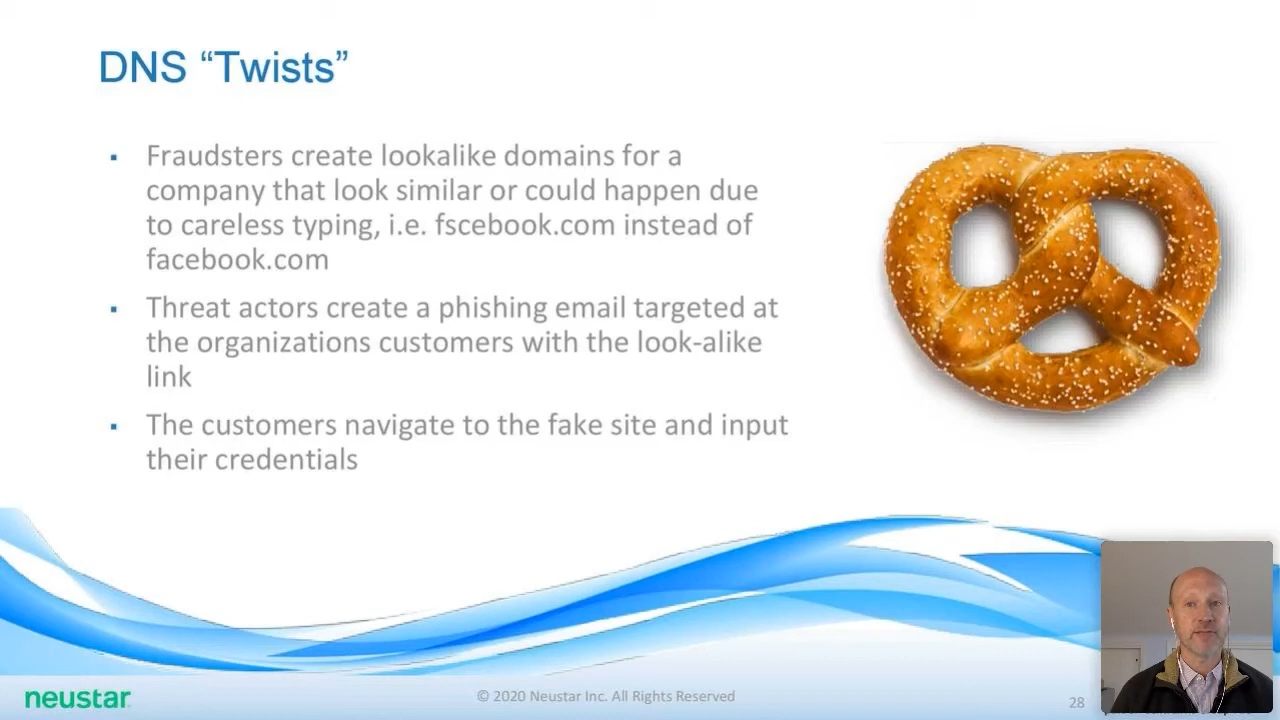 DNS “Twists”
▪ Fraudsters create lookalike domains for a
company that look similar or could happen due
to careless typing, i.e. fscebook.com instead of
facebook.com
▪ Threat actors create a phishing email targeted at
the organizations customers with the look-alike
link
▪ The customers navigate to the fake site and input
their credentials
neustar
© 2020 Neustar Inc. All Rights Reserved
28